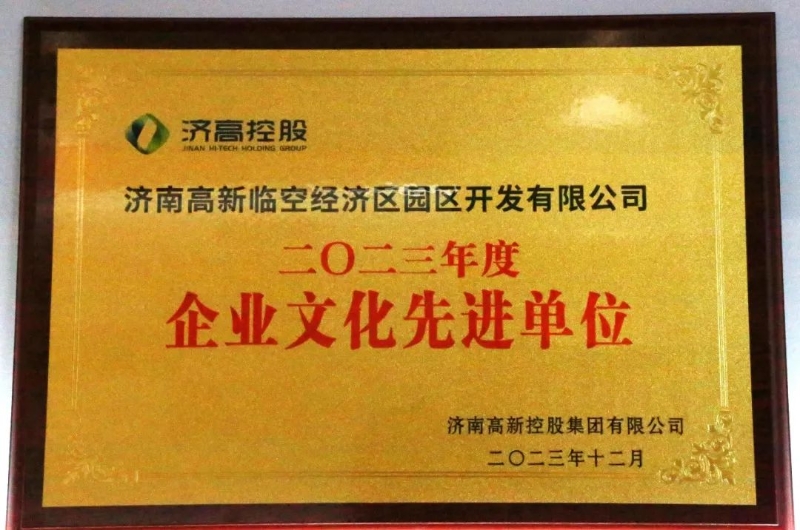 济高控股
JINAN HI-TECH HOLDING GROUP
济南高新临空经济区园区开发有限公司
二〇二三年度
企业文化先进单位
济南高新控股集团有限公司
二〇二三年十二月